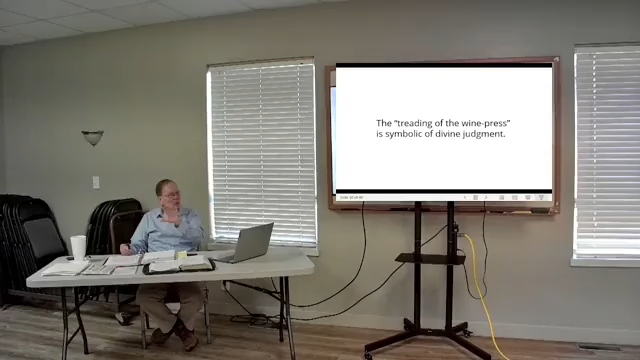 The “treading of the wine-press”
is symbolic of divine judgment.